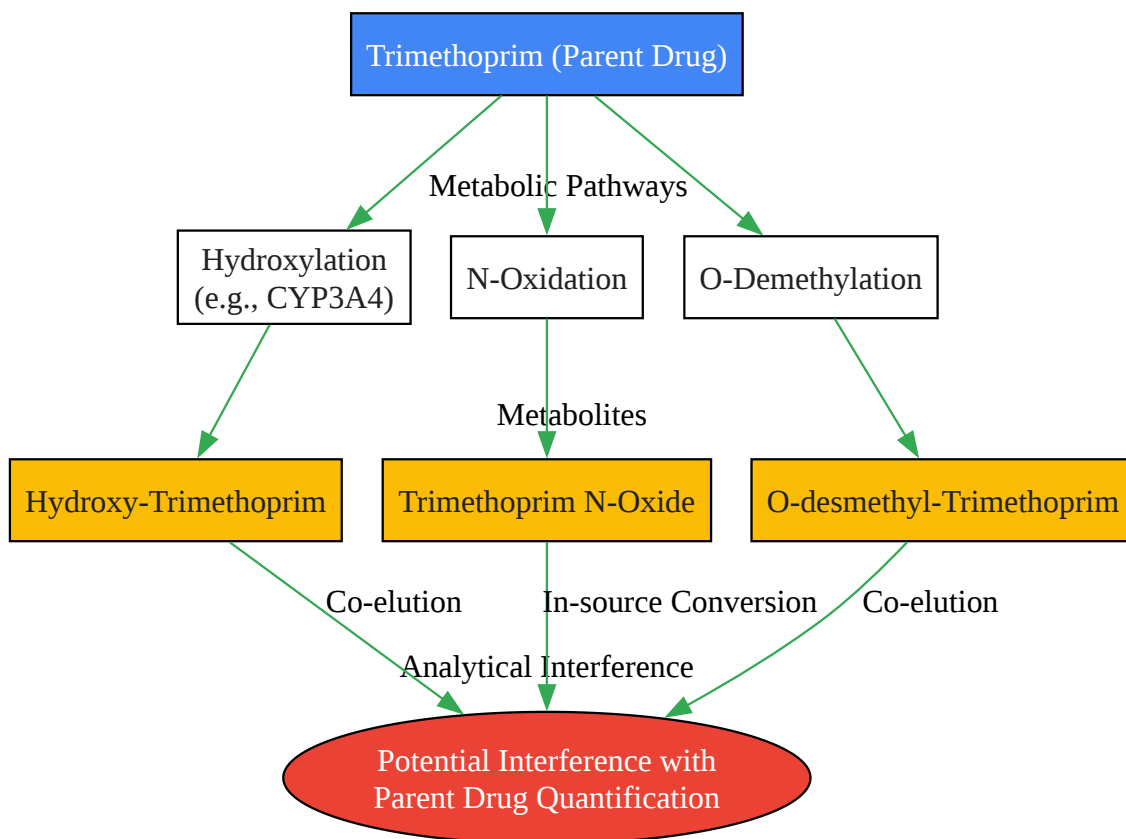 Trimethoprim (Parent Drug)
Metabolic Pathways
Hydroxylation
(e.g., CYP3A4)
N-Oxidation
O-Demethylation
Metabolites
Hydroxy-Trimethoprim
Trimethoprim N-Oxide
O-desmethyl-Trimethoprim
Co-elution
In-source Conversion
Co-elution
Analytical Interference
Potential Interference with
Parent Drug Quantification